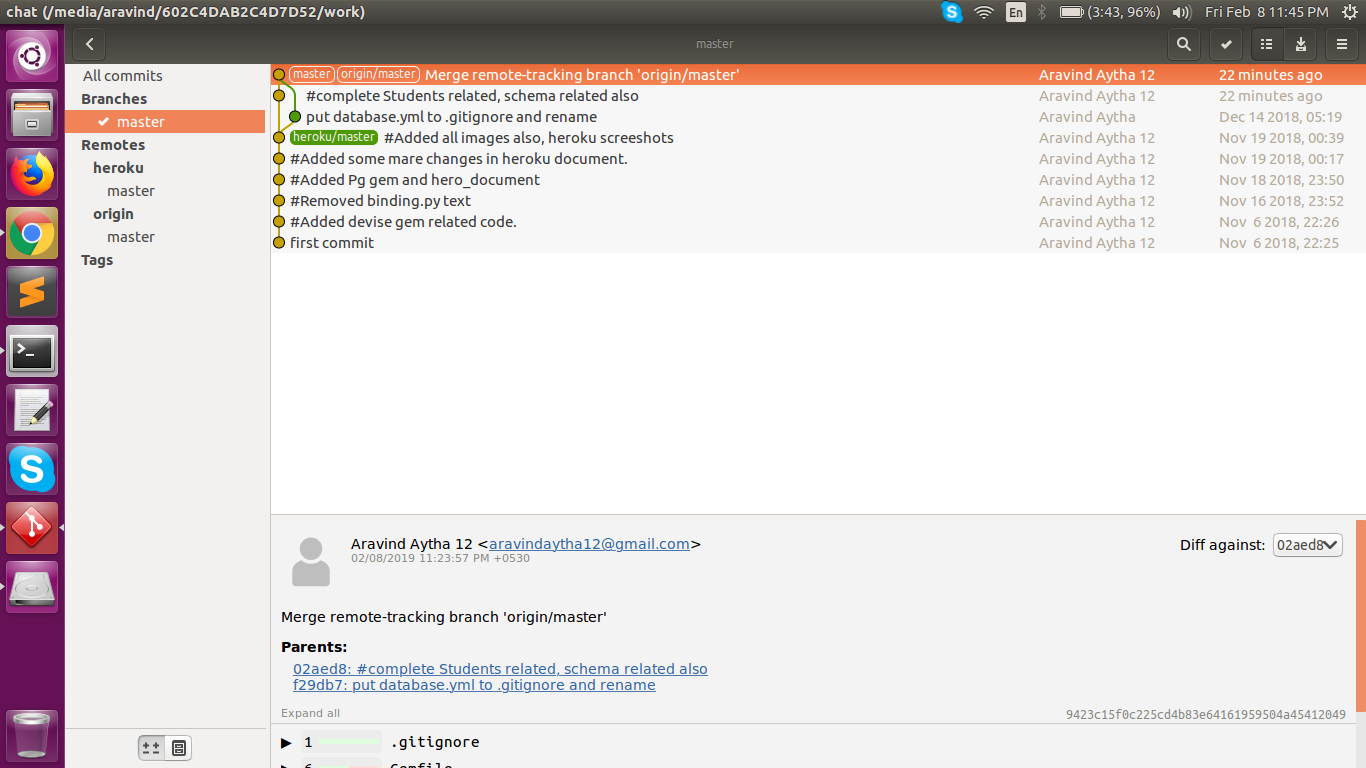 chat (/media/aravind/602C4DAB2C4D7D52/work)
En (3:43, 96%) Fri Feb 8 11:45 PM
master
All commits
Branches
master
Remotes
heroku
master
origin
master
Tags
master origin/master Merge remote-tracking branch 'origin/master' Aravind Aytha 12 22 minutes ago
#complete Students related, schema related also Aravind Aytha 12 22 minutes ago
put database.yml to .gitignore and rename Aravind Aytha Dec 14 2018, 05:19
heroku/master #Added all images also, heroku screeshots Aravind Aytha 12 Nov 19 2018, 00:39
#Added some mare changes in heroku document. Aravind Aytha 12 Nov 19 2018, 00:17
#Added Pg gem and hero_document Aravind Aytha 12 Nov 18 2018, 23:50
#Removed binding.py text Aravind Aytha 12 Nov 16 2018, 23:52
#Added devise gem related code. Aravind Aytha 12 Nov 6 2018, 22:26
first commit Aravind Aytha 12 Nov 6 2018, 22:25
Aravind Aytha 12 <aravindaytha12@gmail.com>
02/08/2019 11:23:57 PM +0530
Diff against: 02aed8
Merge remote-tracking branch 'origin/master'
Parents:
02aed8: #complete Students related, schema related also
f29db7: put database.yml to .gitignore and rename
Expand all 9423c15f0c225cd4b83e64161959504a45412049
1 .gitignore
6 Gemfile